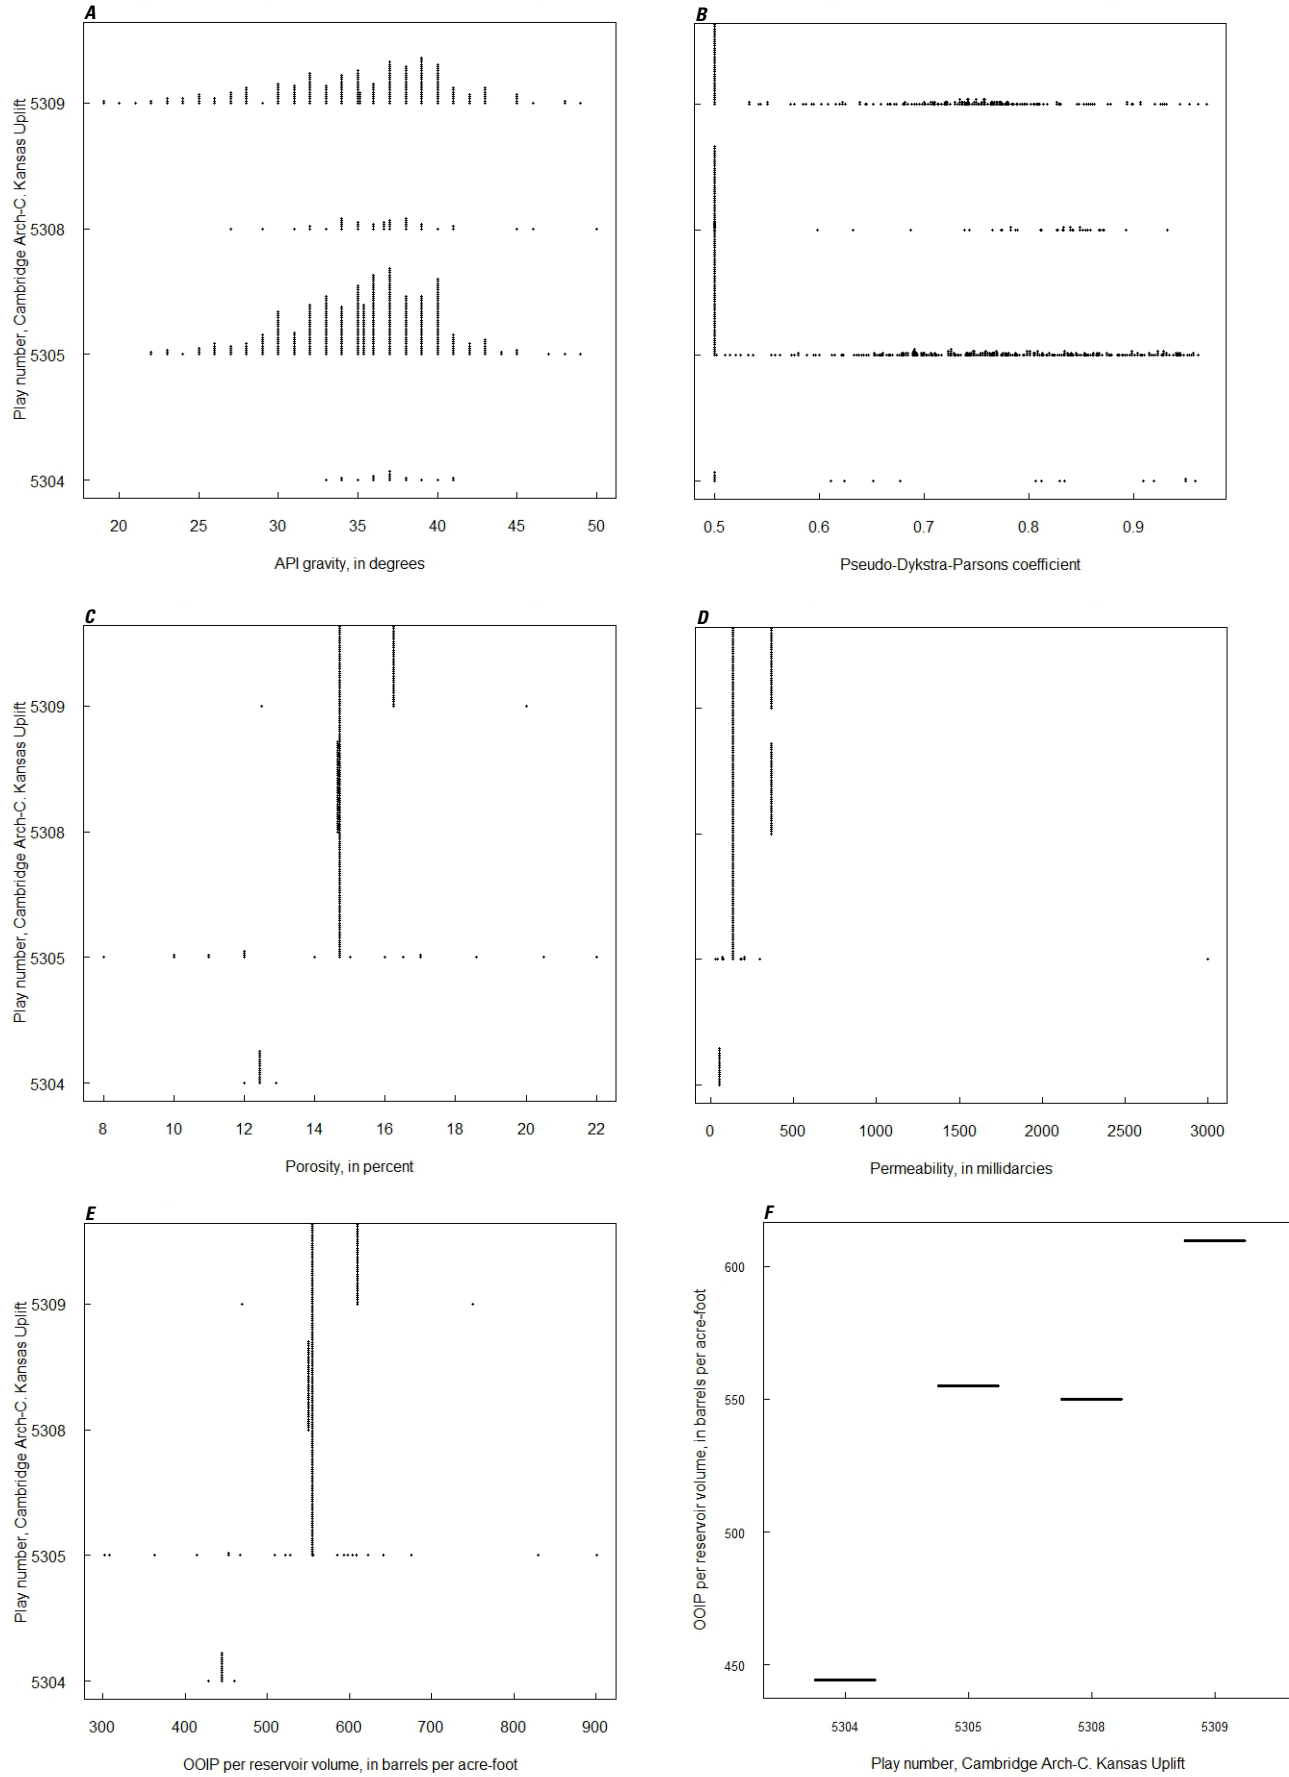 A
Play number, Cambridge Arch-C. Kansas Uplift
5309
5308
5305
5304
20 25 30 35 40 45 50
API gravity, in degrees
B
0.5 0.6 0.7 0.8 0.9
Pseudo-Dykstra-Parsons coefficient
C
Play number, Cambridge Arch-C. Kansas Uplift
5309
5308
5305
5304
8 10 12 14 16 18 20 22
Porosity, in percent
D
0 500 1000 1500 2000 2500 3000
Permeability, in millidarcies
E
Play number, Cambridge Arch-C. Kansas Uplift
5309
5308
5305
5304
300 400 500 600 700 800 900
OOIP per reservoir volume, in barrels per acre-foot
F
OOIP per reservoir volume, in barrels per acre-foot
600
550
500
450
5304 5305 5308 5309
Play number, Cambridge Arch-C. Kansas Uplift